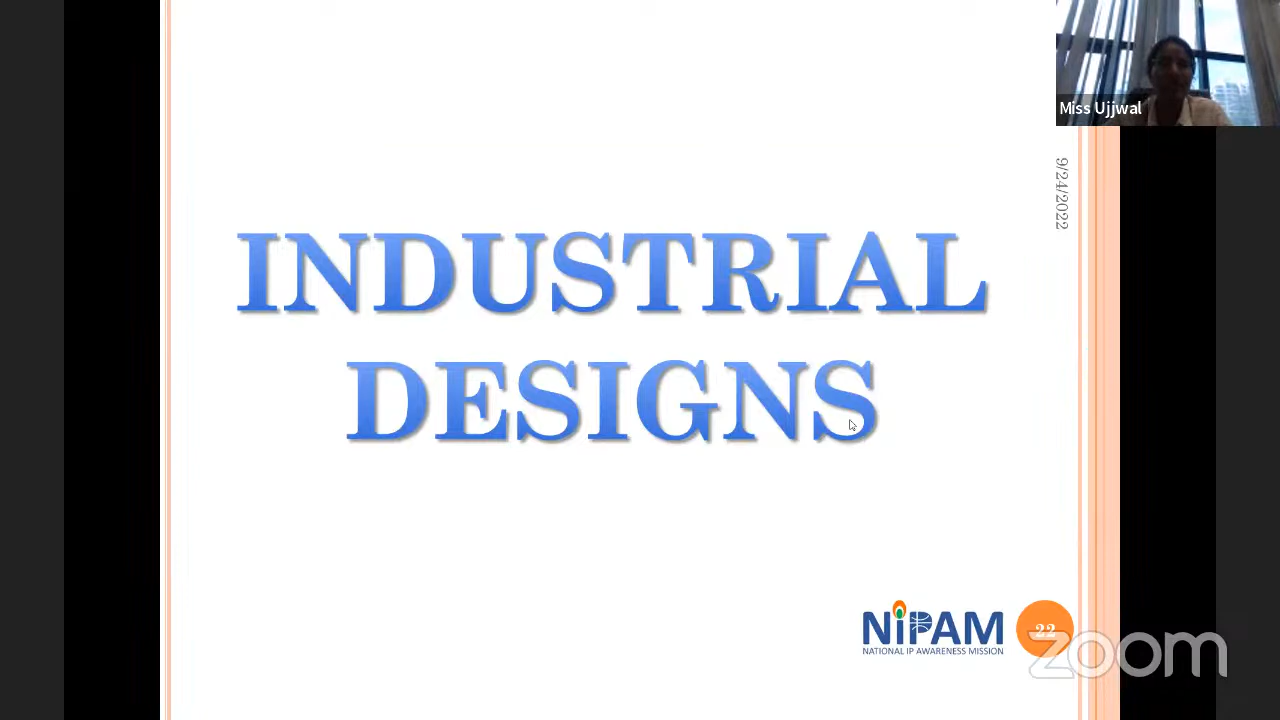 Miss Ujjwal
9/24/2022
INDUSTRIAL
DESIGNS
NiPAM
NATIONAL IP AWARENESS MISSION
22
zoom